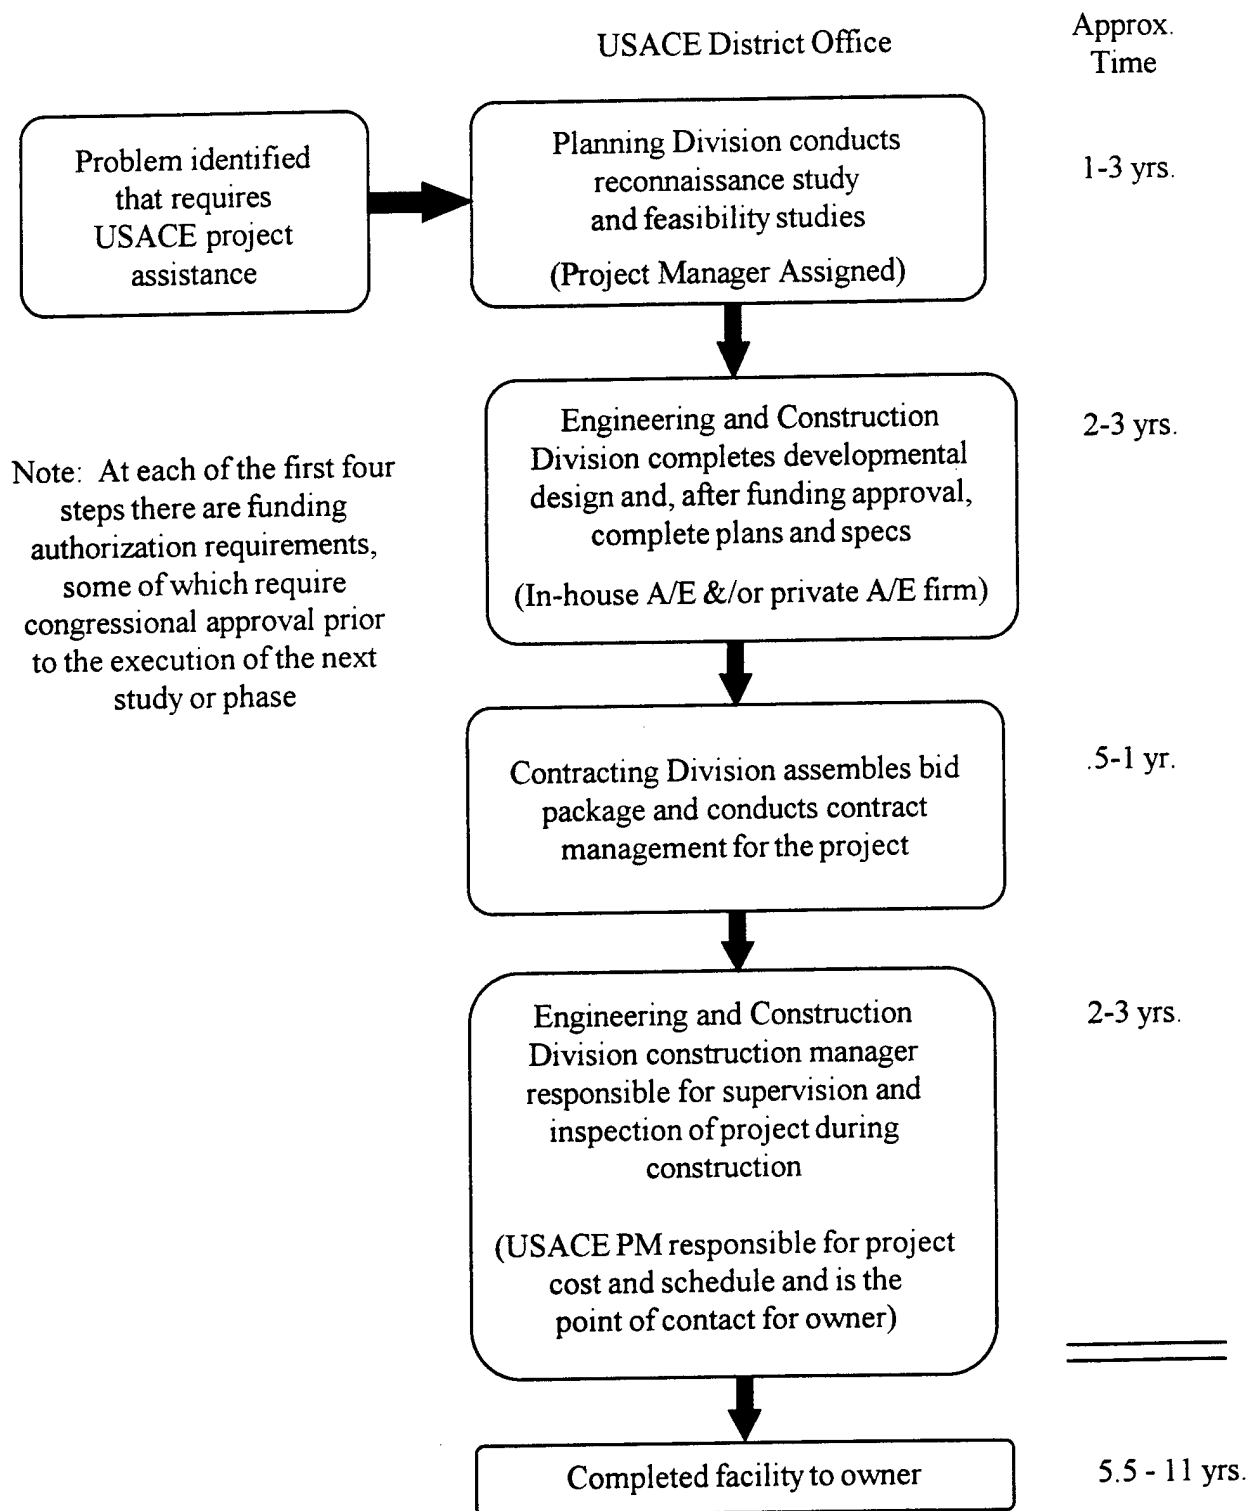 USACE District Office
Approx.
Time
Problem identified
that requires
USACE project
assistance
Planning Division conducts
reconnaissance study
and feasibility studies
(Project Manager Assigned)
1-3 yrs.
Engineering and Construction
Division completes developmental
design and, after funding approval,
complete plans and specs
(In-house A/E &/or private A/E firm)
2-3 yrs.
Note: At each of the first four
steps there are funding
authorization requirements,
some of which require
congressional approval prior
to the execution of the next
study or phase
Contracting Division assembles bid
package and conducts contract
management for the project
.5-1 yr.
Engineering and Construction
Division construction manager
responsible for supervision and
inspection of project during
construction
(USACE PM responsible for project
cost and schedule and is the
point of contact for owner)
2-3 yrs.
Completed facility to owner
5.5 - 11 yrs.